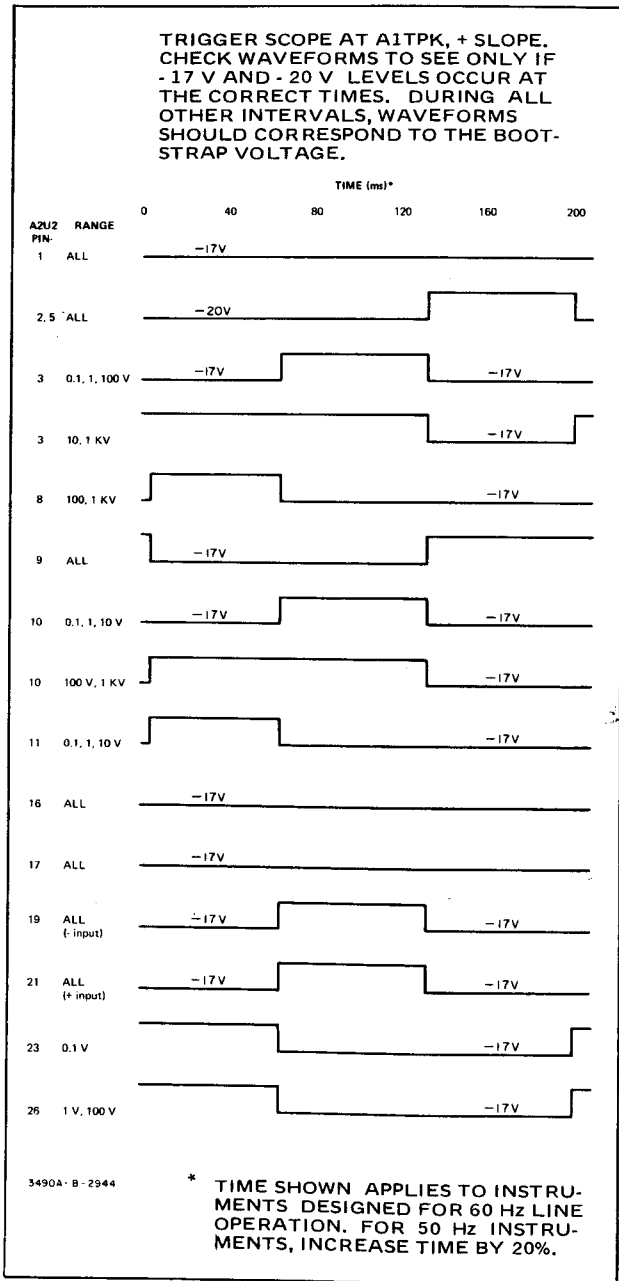 TRIGGER SCOPE AT A1TPK, + SLOPE.
CHECK WAVEFORMS TO SEE ONLY IF
-17 V AND -20 V LEVELS OCCUR AT
THE CORRECT TIMES. DURING ALL
OTHER INTERVALS, WAVEFORMS
SHOULD CORRESPOND TO THE BOOT-
STRAP VOLTAGE.
TIME (ms)*
0 40 80 120 160 200
A2U2 RANGE
PIN-
1 ALL -17V
2, 5 ALL -20V
3 0.1, 1, 100 V -17V -17V
3 10, 1 KV -17V
8 100, 1 KV -17V
9 ALL -17V
10 0.1, 1, 10 V -17V -17V
10 100 V, 1 KV -17V
11 0.1, 1, 10 V -17V
16 ALL -17V
17 ALL -17V
19 ALL -17V -17V
(- input)
21 ALL -17V -17V
(+ input)
23 0.1 V -17V
26 1 V, 100 V -17V
3490A-B-2944
* TIME SHOWN APPLIES TO INSTRU-
MENTS DESIGNED FOR 60 Hz LINE
OPERATION. FOR 50 Hz INSTRU-
MENTS, INCREASE TIME BY 20%.